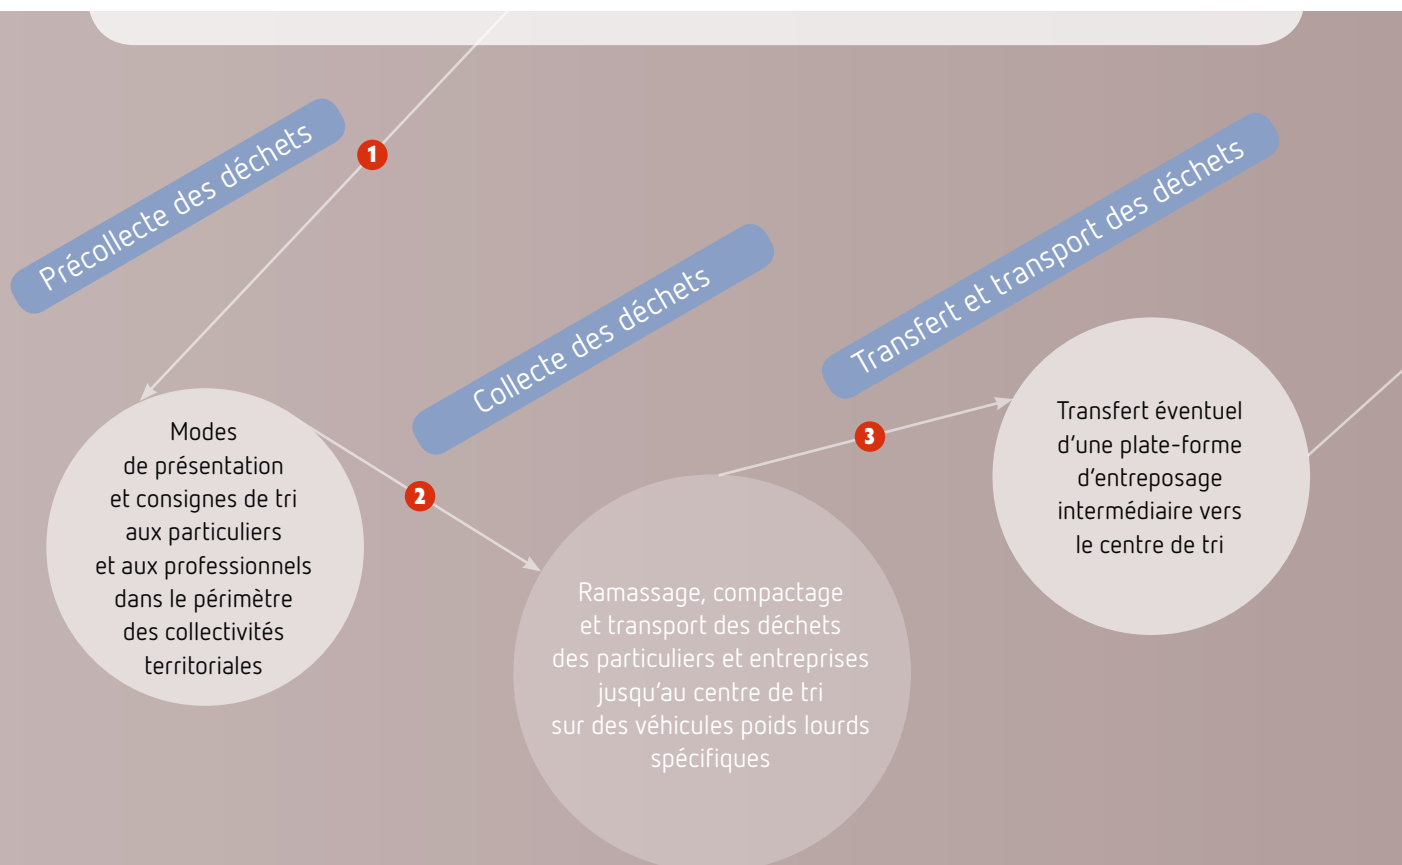 1
Précollecte des déchets
Modes
de présentation
et consignes de tri
aux particuliers
et aux professionnels
dans le périmètre
des collectivités
territoriales
2
Collecte des déchets
Ramassage, compactage
et transport des déchets
des particuliers et entreprises
jusqu'au centre de tri
sur des véhicules poids lourds
spécifiques
3
Transfert et transport des déchets
Transfert éventuel
d'une plate-forme
d'entreposage
intermédiaire vers
le centre de tri